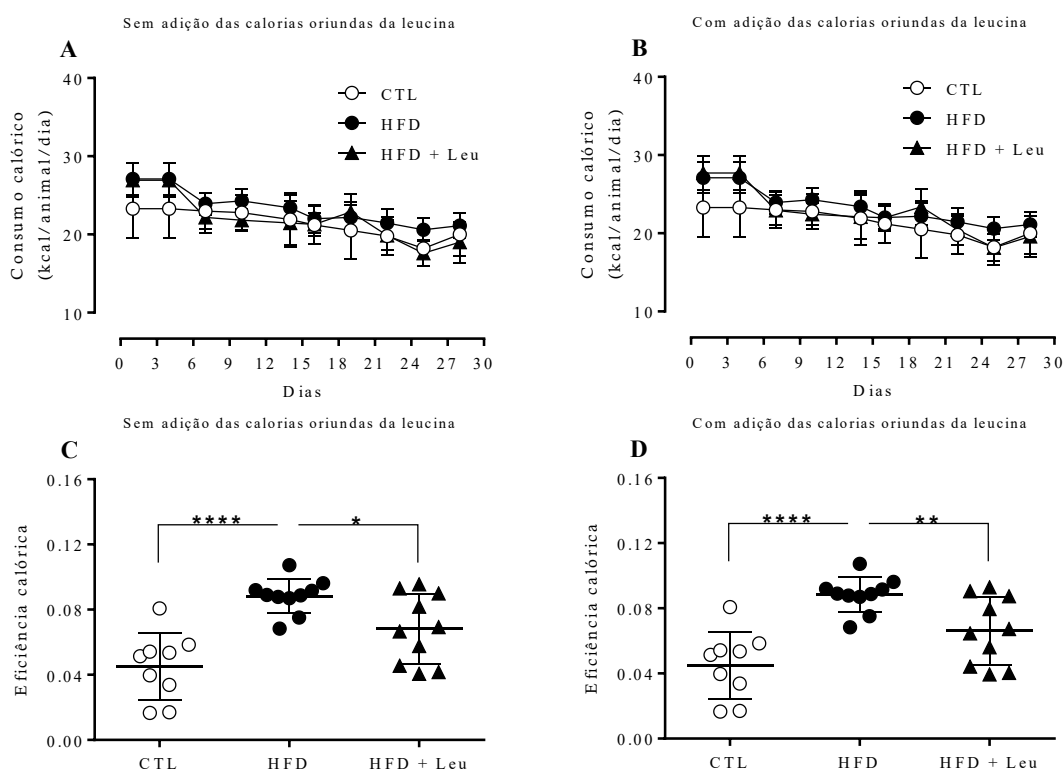 Sem adição das calorias oriundas da leucina
A
Consumo calórico
(kcal/animal/dia)
40
30
20
10
CTL
HFD
HFD + Leu
0 3 6 9 12 15 18 21 24 27 30
Dias
Com adição das calorias oriundas da leucina
B
Consumo calórico
(kcal/animal/dia)
40
30
20
10
CTL
HFD
HFD + Leu
0 3 6 9 12 15 18 21 24 27 30
Dias
Sem adição das calorias oriundas da leucina
C
Eficiência calórica
0.16
0.12
0.08
0.04
0.00
**** *
CTL HFD HFD + Leu
Com adição das calorias oriundas da leucina
D
Eficiência calórica
0.16
0.12
0.08
0.04
0.00
**** **
CTL HFD HFD + Leu